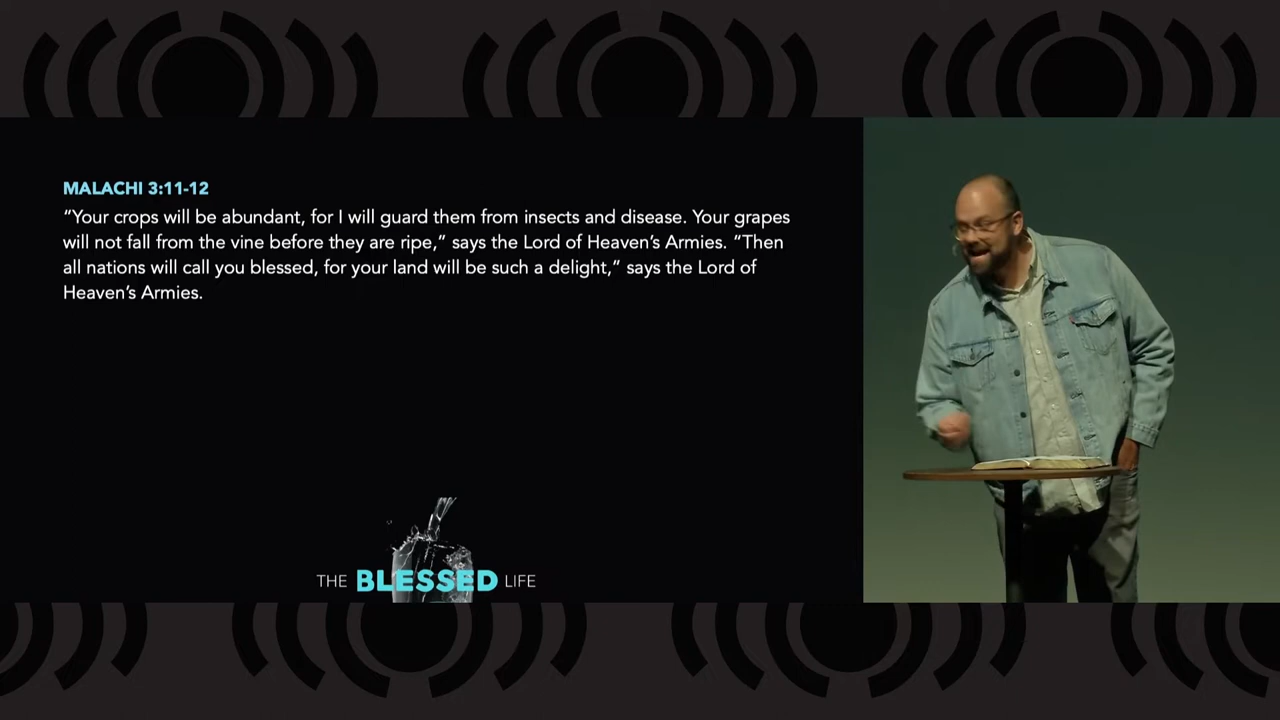 MALACHI 3:11-12
“Your crops will be abundant, for I will guard them from insects and disease. Your grapes
will not fall from the vine before they are ripe,” says the Lord of Heaven’s Armies. “Then
all nations will call you blessed, for your land will be such a delight,” says the Lord of
Heaven’s Armies.
THE BLESSED LIFE